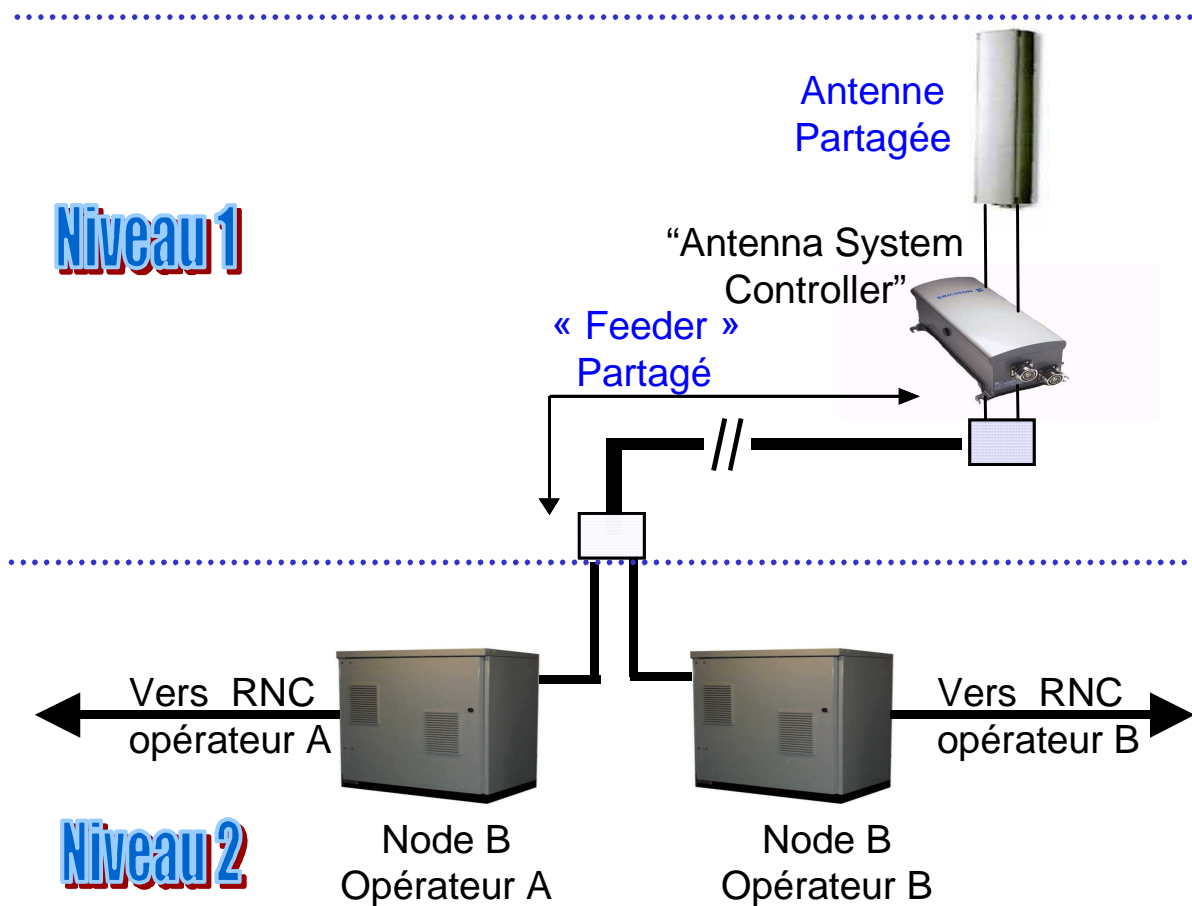 Antenne
Partagée
Niveau 1
“Antenna System
Controller”
ERICSSON
« Feeder »
Partagé
Vers RNC
opérateur A
Vers RNC
opérateur B
Node B
Opérateur A
Node B
Opérateur B
Niveau 2